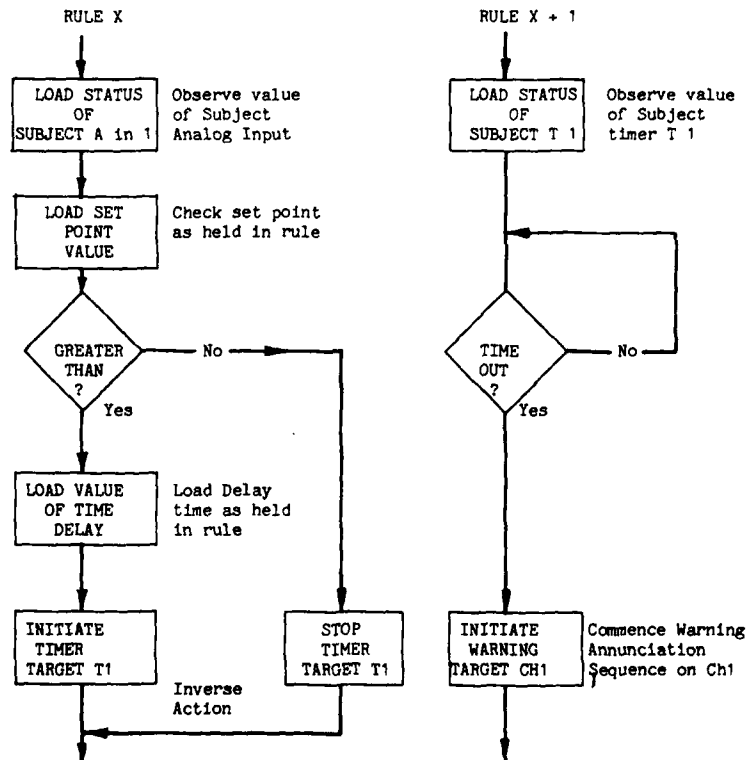 RULE X
LOAD STATUS
OF
SUBJECT A in 1
Observe value
of Subject
Analog Input
LOAD SET
POINT
VALUE
Check set point
as held in rule
GREATER
THAN
?
No
Yes
LOAD VALUE
OF TIME
DELAY
Load Delay
time as held
in rule
INITIATE
TIMER
TARGET T1
STOP
TIMER
TARGET T1
Inverse
Action
RULE X + 1
LOAD STATUS
OF
SUBJECT T 1
Observe value
of Subject
timer T 1
TIME
OUT
?
No
Yes
INITIATE
WARNING
TARGET CH1
Commence Warning
Annunciation
Sequence on Ch1